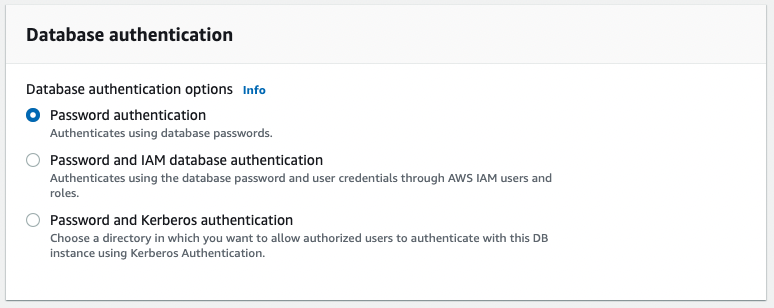 Database authentication
Database authentication options Info
Password authentication
Authenticates using database passwords.
Password and IAM database authentication
Authenticates using the database password and user credentials through AWS IAM users and
roles.
Password and Kerberos authentication
Choose a directory in which you want to allow authorized users to authenticate with this DB
instance using Kerberos Authentication.